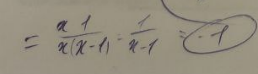 = x 1 / x(x-1) - 1 / x-1 = -1